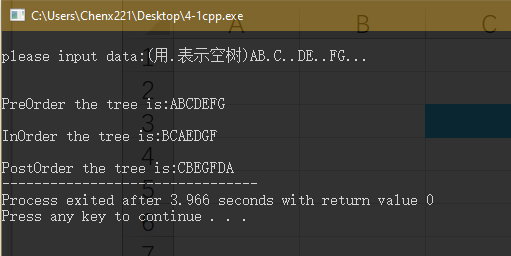 C:\Users\Chenx221\Desktop\4-1cpp.exe
please input data:(用.表示空树)AB.C..DE..FG...
PreOrder the tree is:ABCDEFG
InOrder the tree is:BCAEDGF
PostOrder the tree is:CBEGFDA
--------------------------------
Process exited after 3.966 seconds with return value 0
Press any key to continue . . .